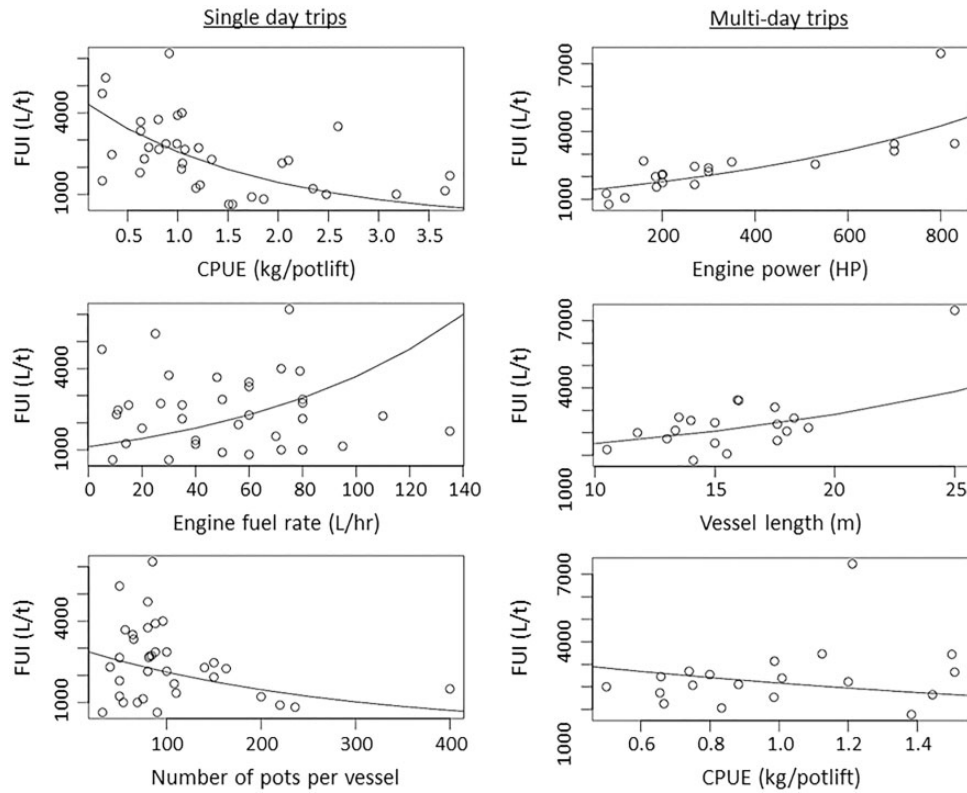 Single day trips
Multi-day trips
FUI (L/t)
1000 4000
0.5 1.0 1.5 2.0 2.5 3.0 3.5
CPUE (kg/potlift)
FUI (L/t)
1000 4000 7000
200 400 600 800
Engine power (HP)
FUI (L/t)
1000 4000
0 20 40 60 80 100 120 140
Engine fuel rate (L/hr)
FUI (L/t)
1000 4000 7000
10 15 20 25
Vessel length (m)
FUI (L/t)
1000 4000
100 200 300 400
Number of pots per vessel
FUI (L/t)
1000 4000 7000
0.6 0.8 1.0 1.2 1.4
CPUE (kg/potlift)